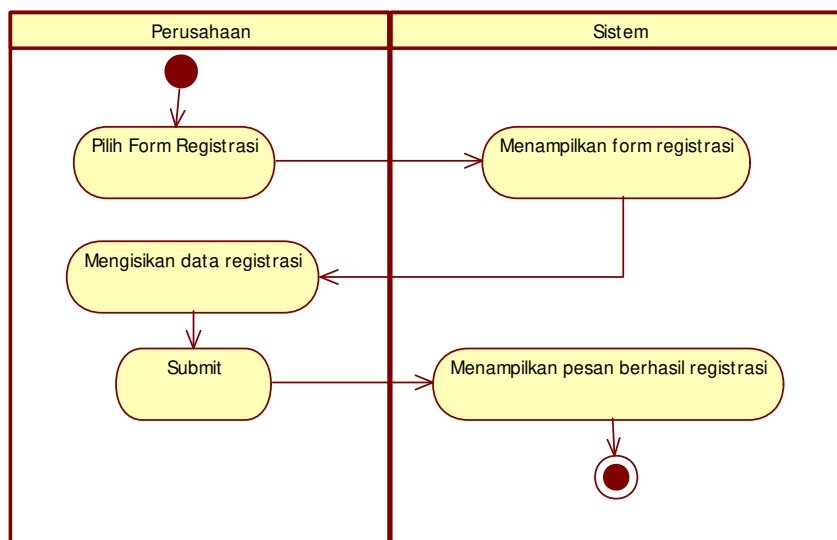 Perusahaan
Sistem
Pilih Form Registrasi
Menampilkan form registrasi
Mengisikan data registrasi
Submit
Menampilkan pesan berhasil registrasi